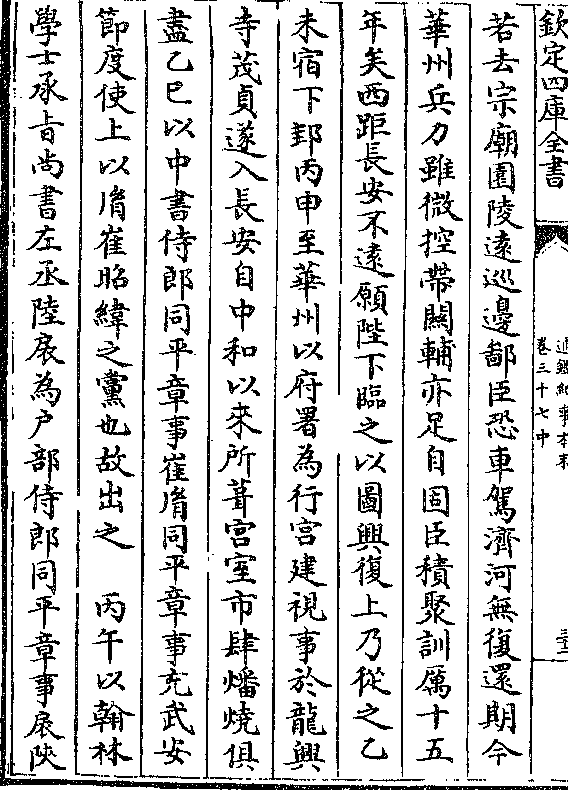 欽定四庫全書
通鑑紀事本末
卷三十七中
若去宗廟園陵遠巡邊鄙臣恐車駕濟河無復還期今
華州兵力雖微控帶關輔亦足自固臣積聚訓厲十五
年矣西距長安不遠願陛下臨之以圖興復上乃從之乙
未宿下邽丙申至華州以府署為行宮建視事於龍興
寺茂貞遂入長安自中和以來所葺宮室市肆燔燒俱
盡乙巳以中書侍郎同平章事崔𦙍同平章事充武安
節度使上以𦙍崔昭緯之黨也故出之　丙午以翰林
學士承旨尚書左丞陸扆為戶部侍郎同平章事扆陜